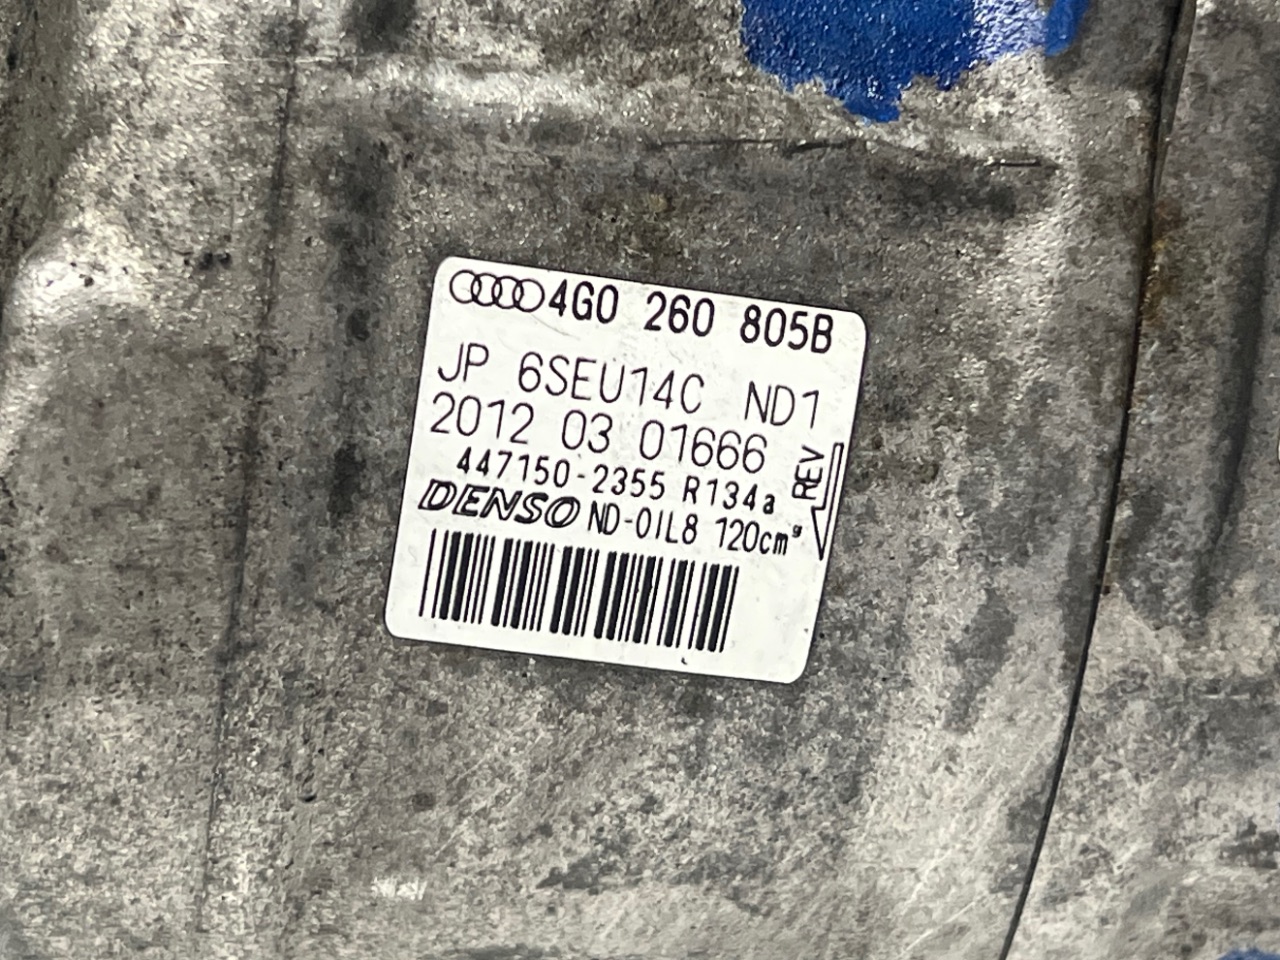 4G0 260 805B
JP 6SEU14C ND1
2012 03 01666
447150-2355 R134a
DENSO ND-OIL8 120cm³
REV